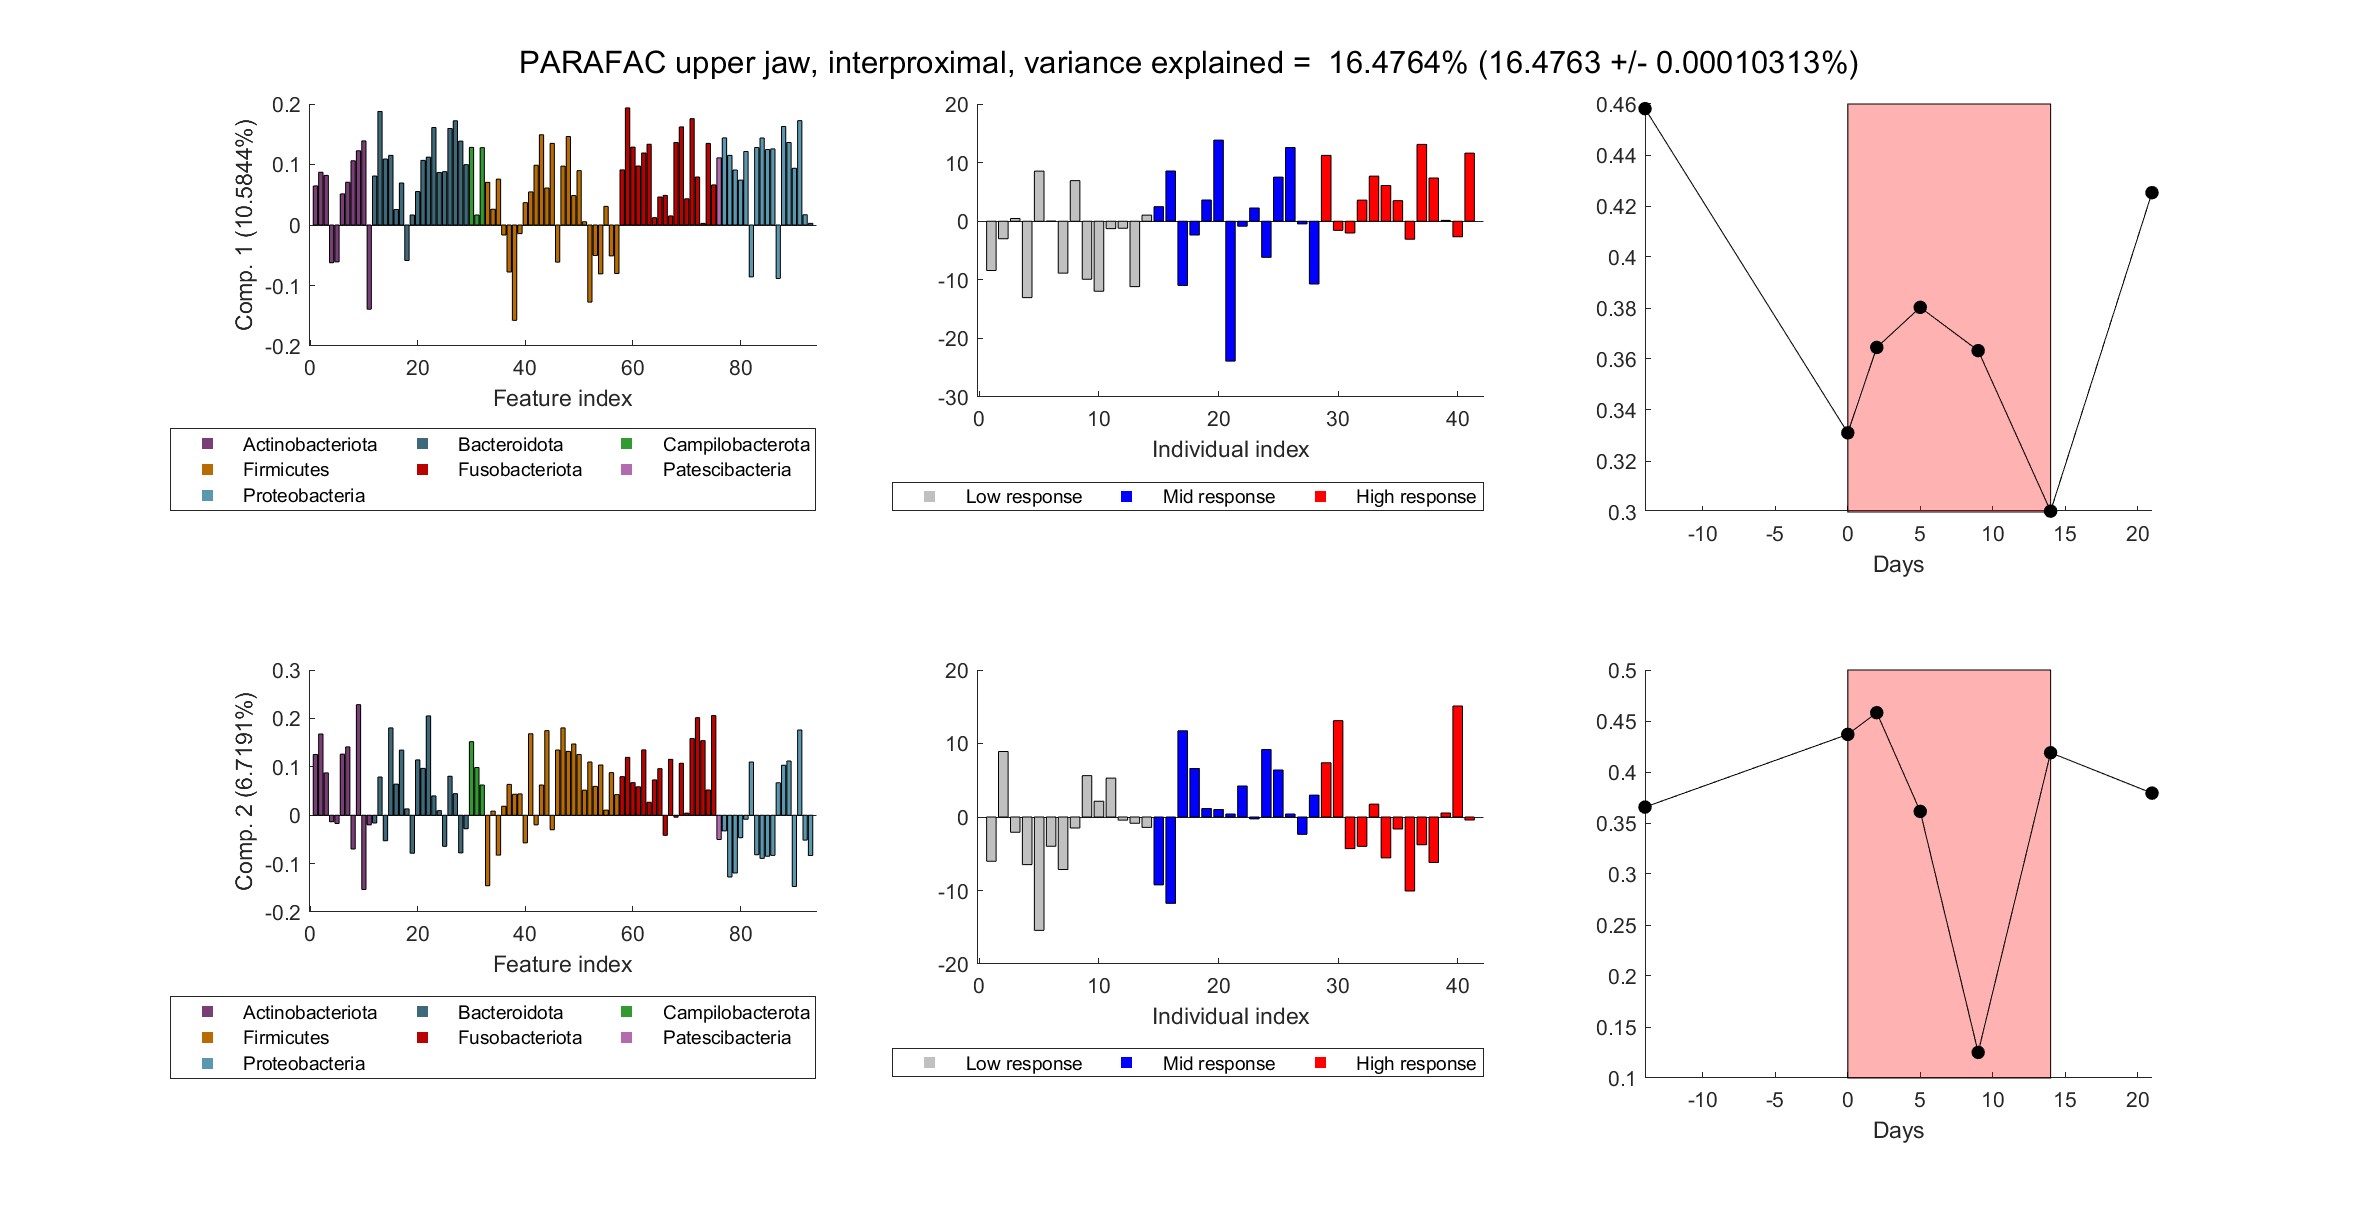 PARAFAC upper jaw, interproximal, variance explained =  16.4764% (16.4763 +/- 0.00010313%)
Comp. 1 (10.5844%)
0.2
0.1
0
-0.1
-0.2
0 20 40 60 80
Feature index
Actinobacteriota Bacteroidota Campilobacterota
Firmicutes Fusobacteriota Patescibacteria
Proteobacteria
20
10
0
-10
-20
-30
0 10 20 30 40
Individual index
Low response Mid response High response
0.46
0.44
0.42
0.4
0.38
0.36
0.34
0.32
0.3
-10 -5 0 5 10 15 20
Days
Comp. 2 (6.7191%)
0.3
0.2
0.1
0
-0.1
-0.2
0 20 40 60 80
Feature index
Actinobacteriota Bacteroidota Campilobacterota
Firmicutes Fusobacteriota Patescibacteria
Proteobacteria
20
10
0
-10
-20
0 10 20 30 40
Individual index
Low response Mid response High response
0.5
0.45
0.4
0.35
0.3
0.25
0.2
0.15
0.1
-10 -5 0 5 10 15 20
Days